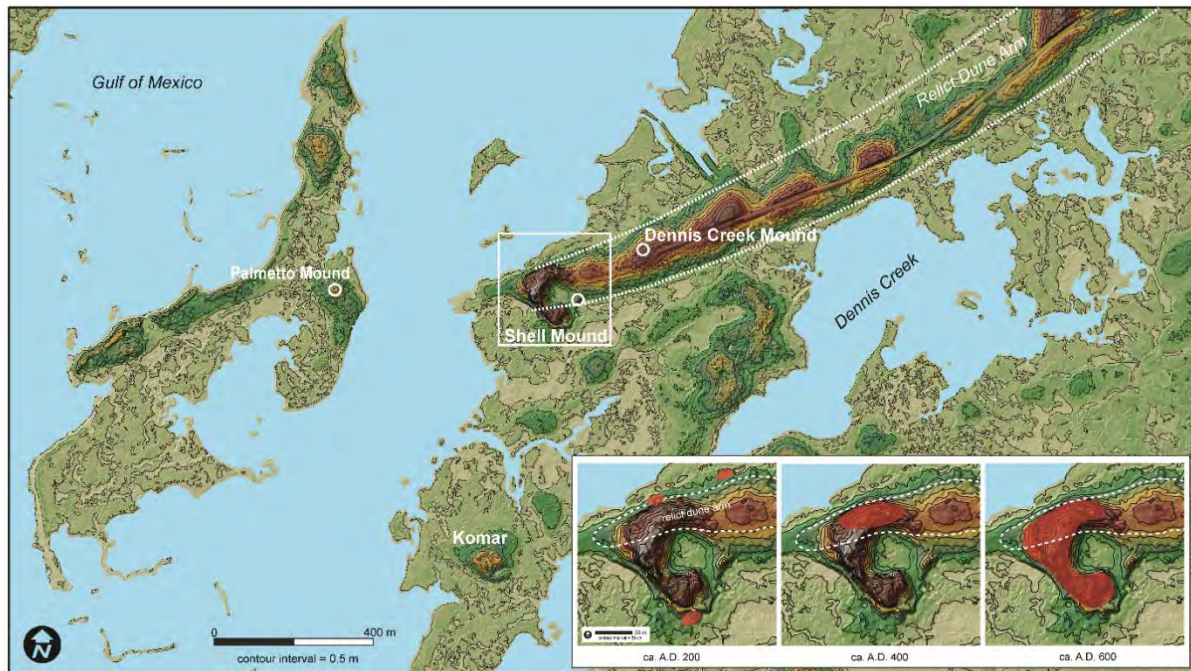 Gulf of Mexico
Relict Dune Arm
Dennis Creek Mound
Palmetto Mound
Dennis Creek
Shell Mound
Komar
relict dune arm
N
0 400 m
contour interval = 0.5 m
ca. A.D. 200
ca. A.D. 400
ca. A.D. 600